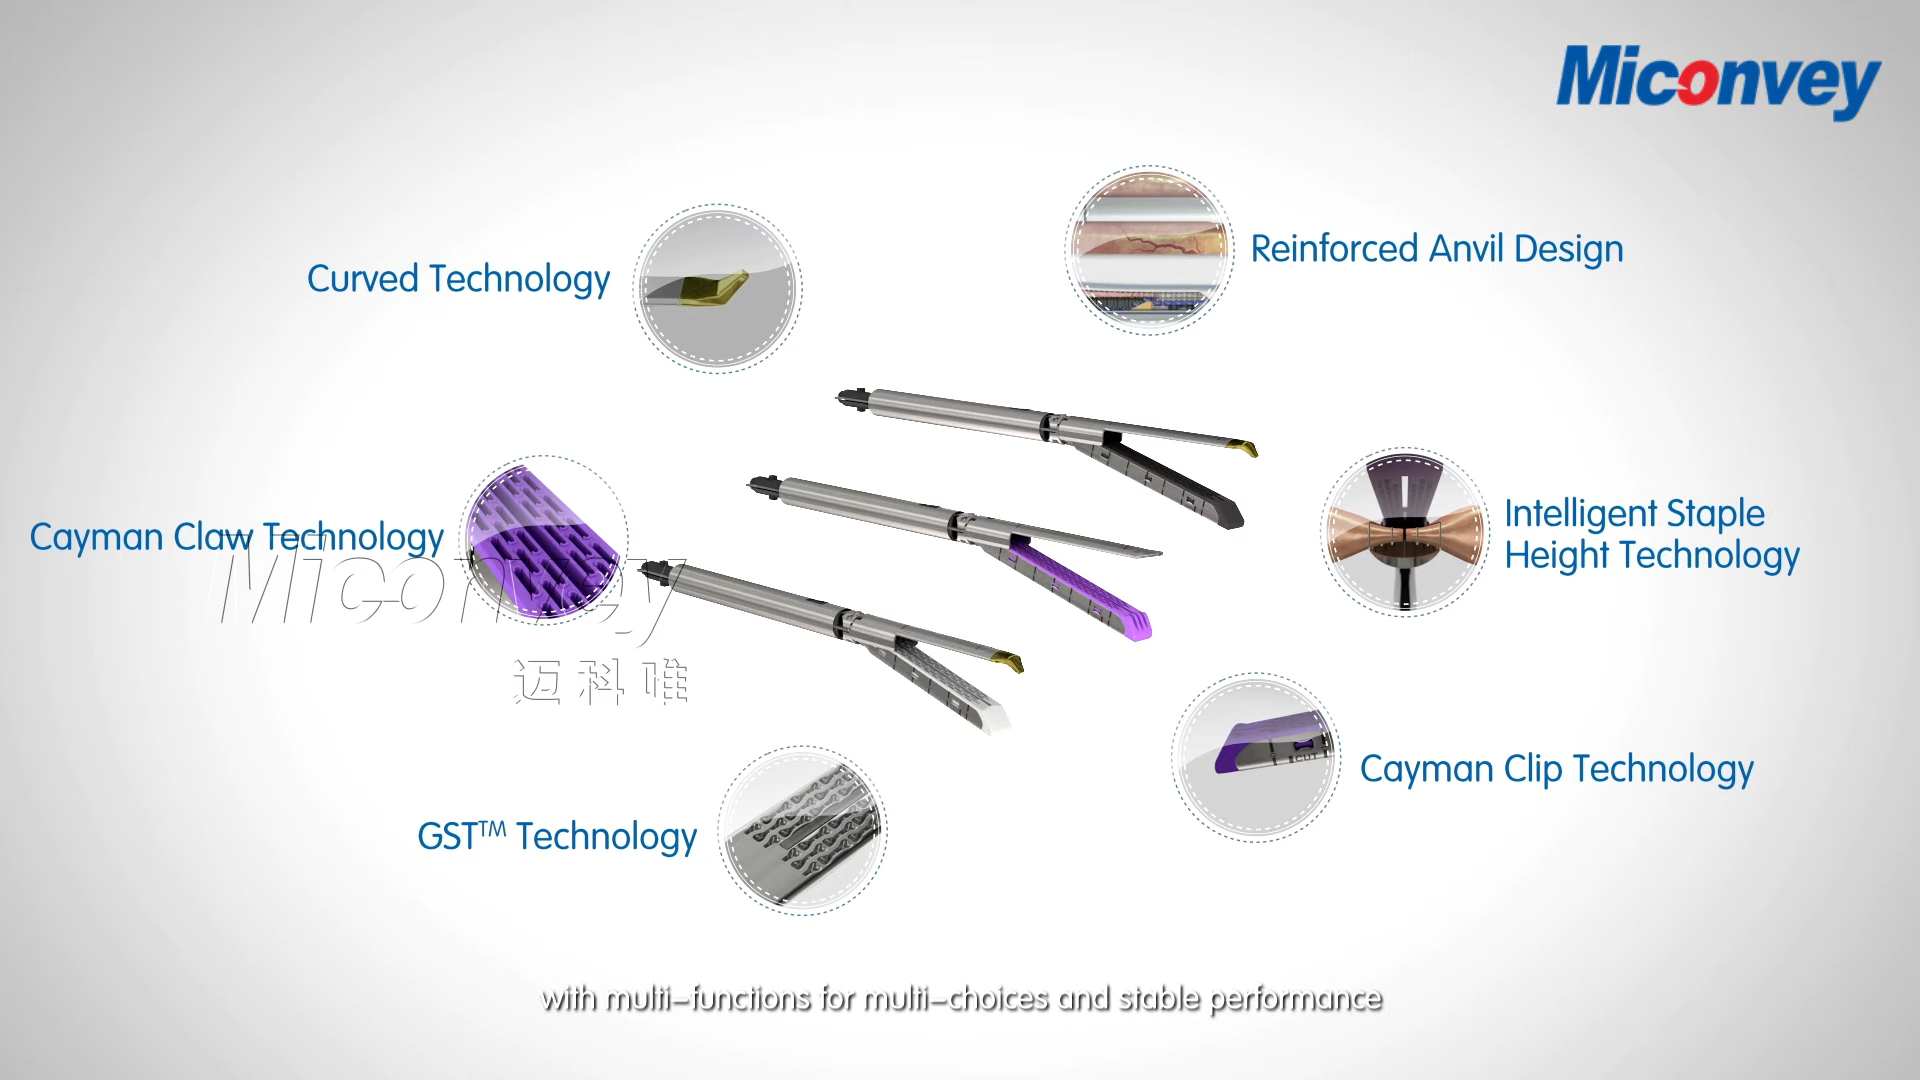 Miconvey
Reinforced Anvil Design
Curved Technology
Intelligent Staple
Height Technology
Cayman Claw Technology
Miconvey
迈科唯
CUT
Cayman Clip Technology
GST™ Technology
with multi-functions for multi-choices and stable performance